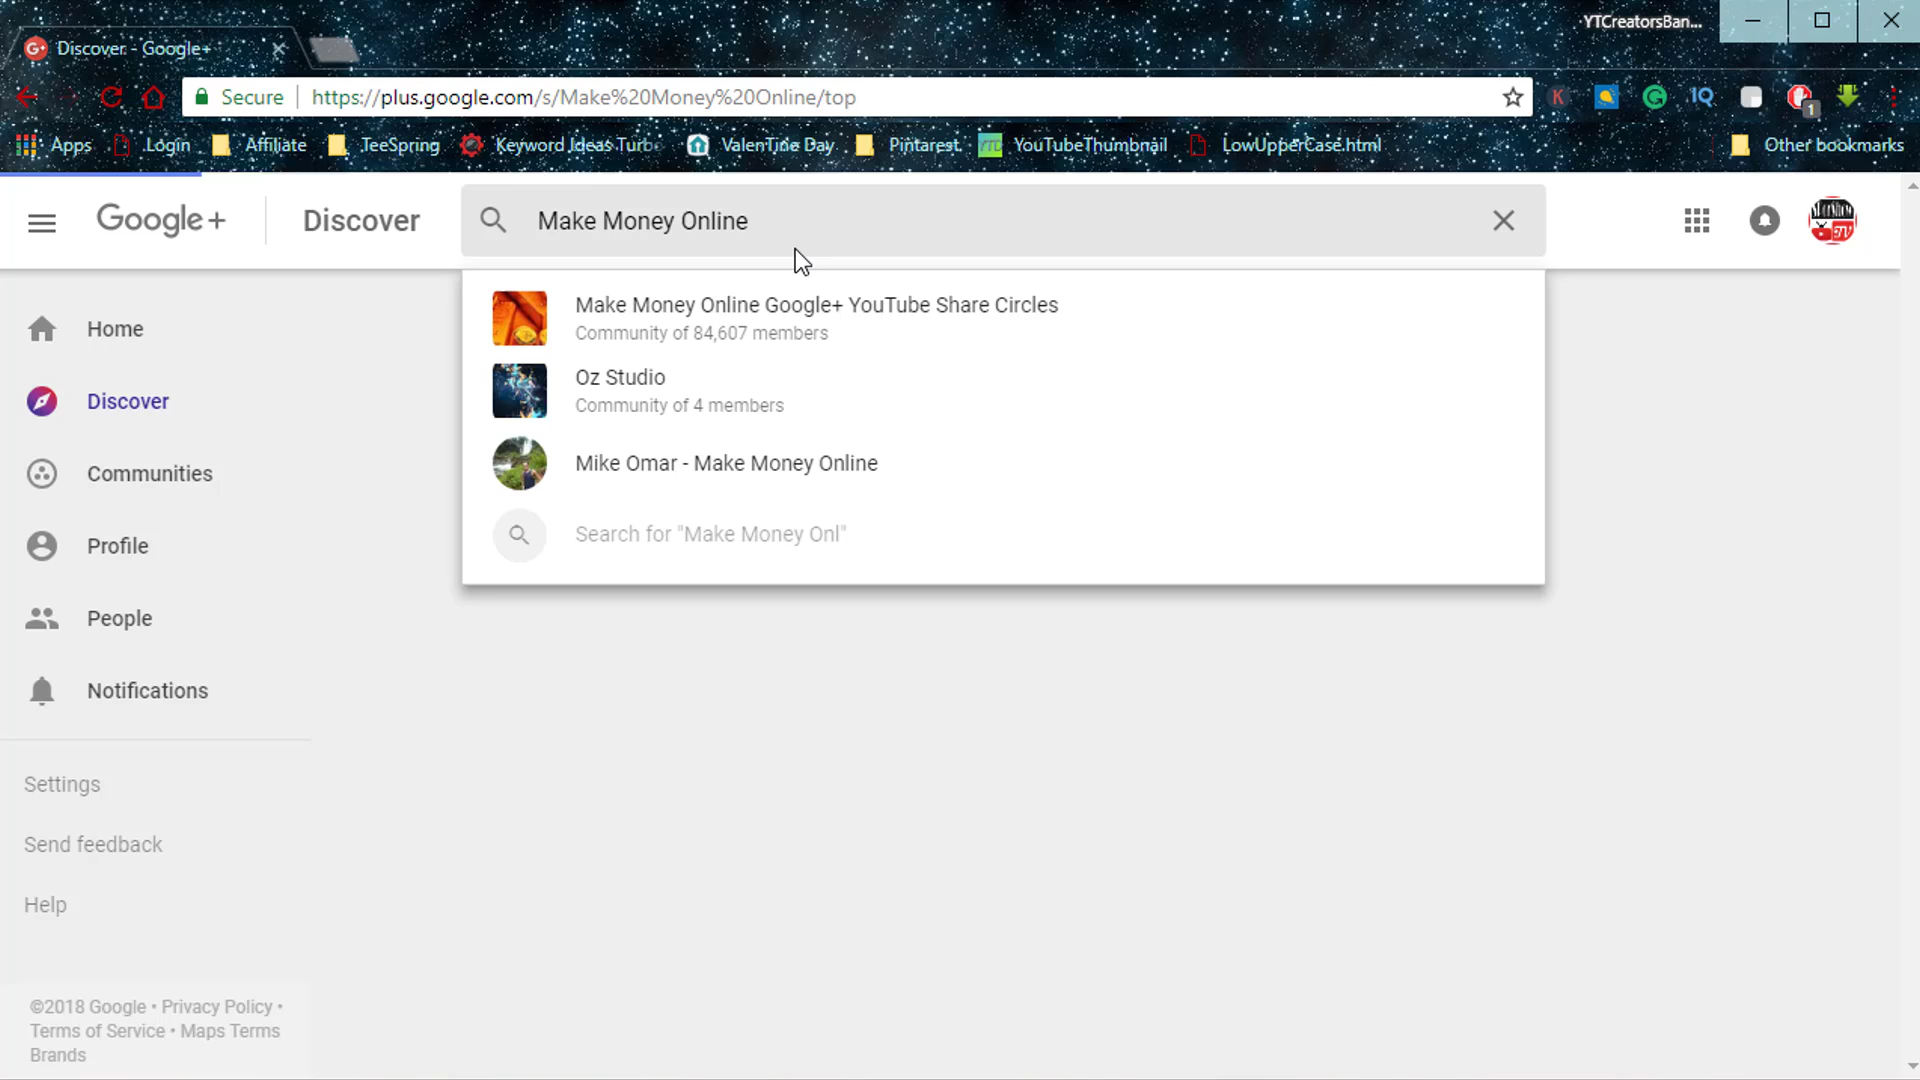 YTCreatorsBan...
Discover - Google+
Secure
https://plus.google.com/s/Make%20Money%20Online/top
Apps
Login
Affiliate
TeeSpring
Keyword Ideas Turbo
ValenTine Day
Pintarest
YouTubeThumbnail
LowUpperCase.html
Other bookmarks
Google+
Discover
Make Money Online
Make Money Online Google+ YouTube Share Circles
Community of 84,607 members
Oz Studio
Community of 4 members
Mike Omar - Make Money Online
Search for "Make Money Onl"
Home
Discover
Communities
Profile
People
Notifications
Settings
Send feedback
Help
©2018 Google • Privacy Policy •
Terms of Service • Maps Terms
Brands